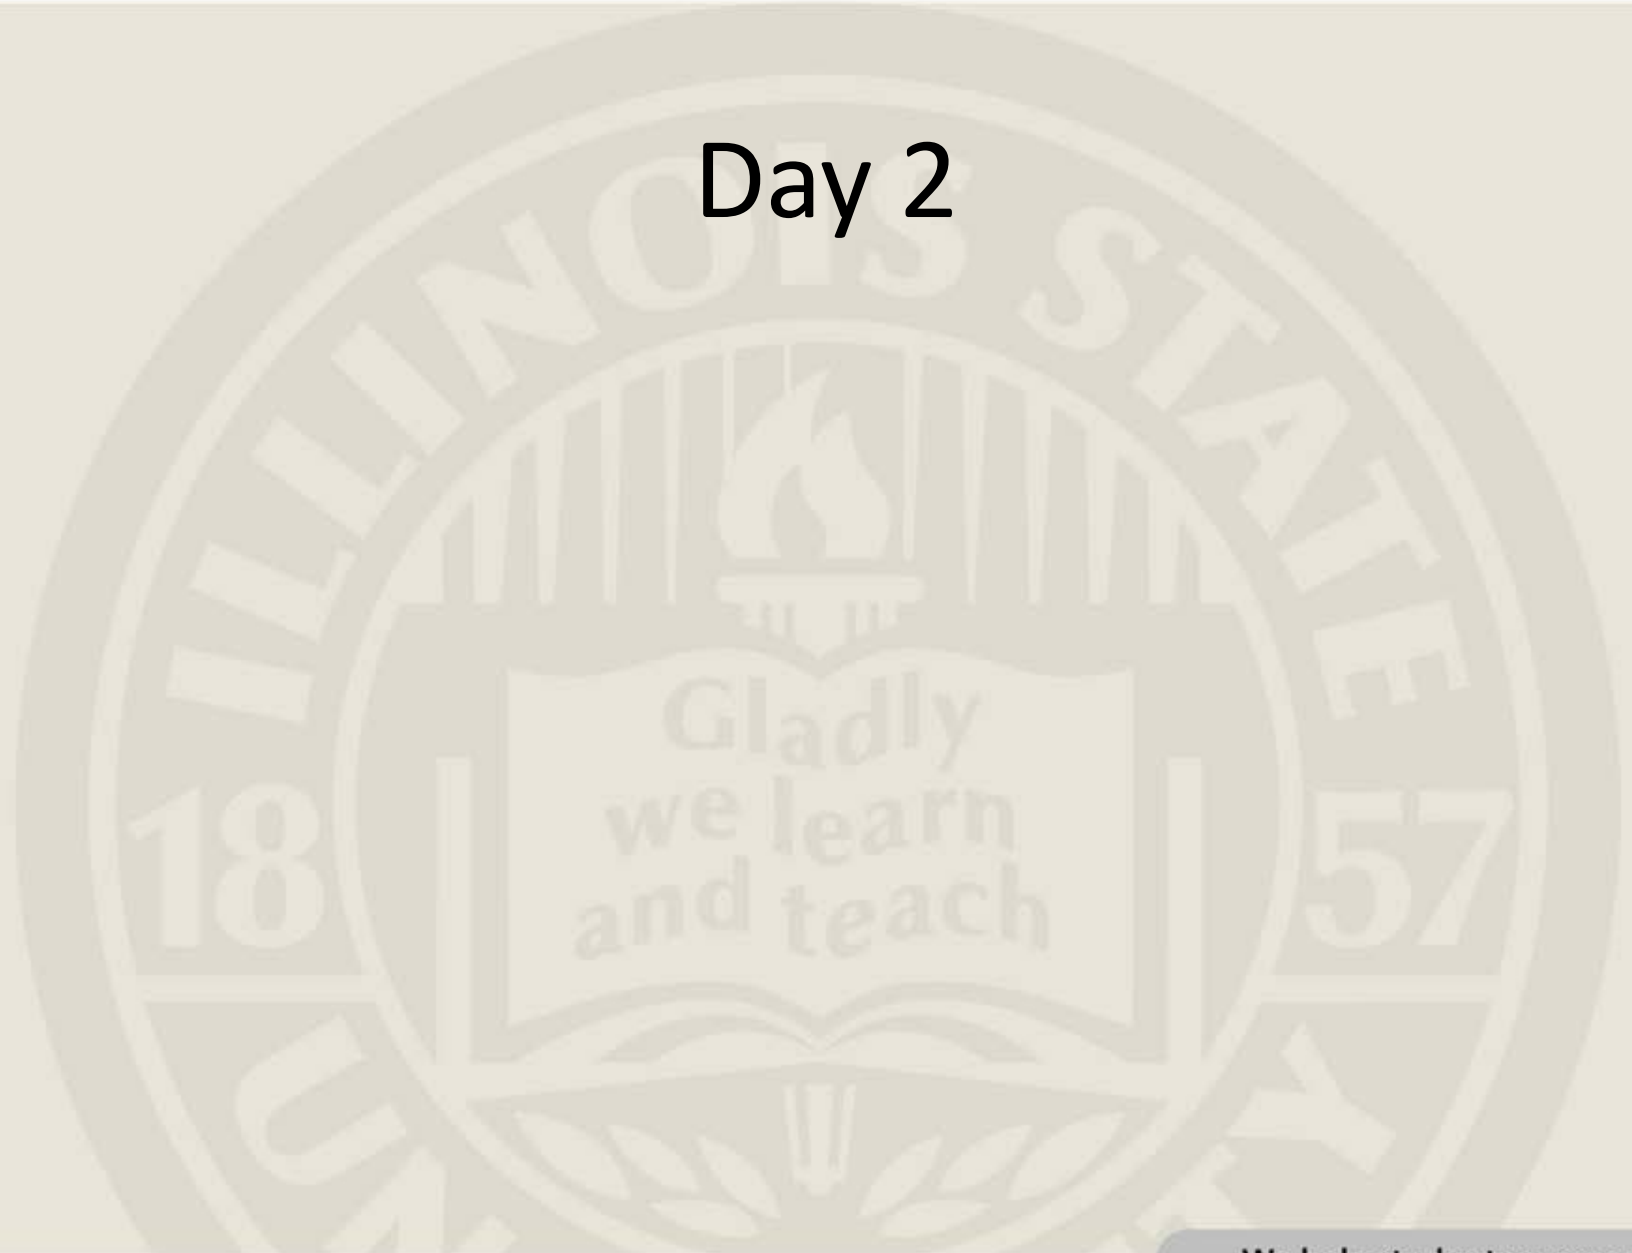 Day 2
ILLINOIS STATE
Gladly
we learn
and teach
18 57